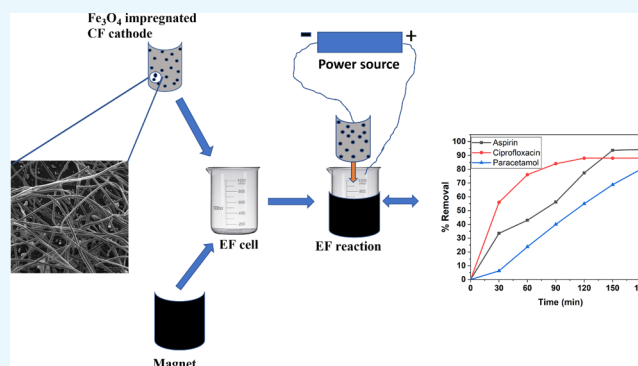 Fe₃O₄ impregnated
CF cathode
-
+
Power source
EF cell
EF reaction
Magnet
Aspirin
Ciprofloxacin
Paracetamol
% Removal
100
90
80
70
60
50
40
30
20
10
0
0 30 60 90 120 150
Time (min)